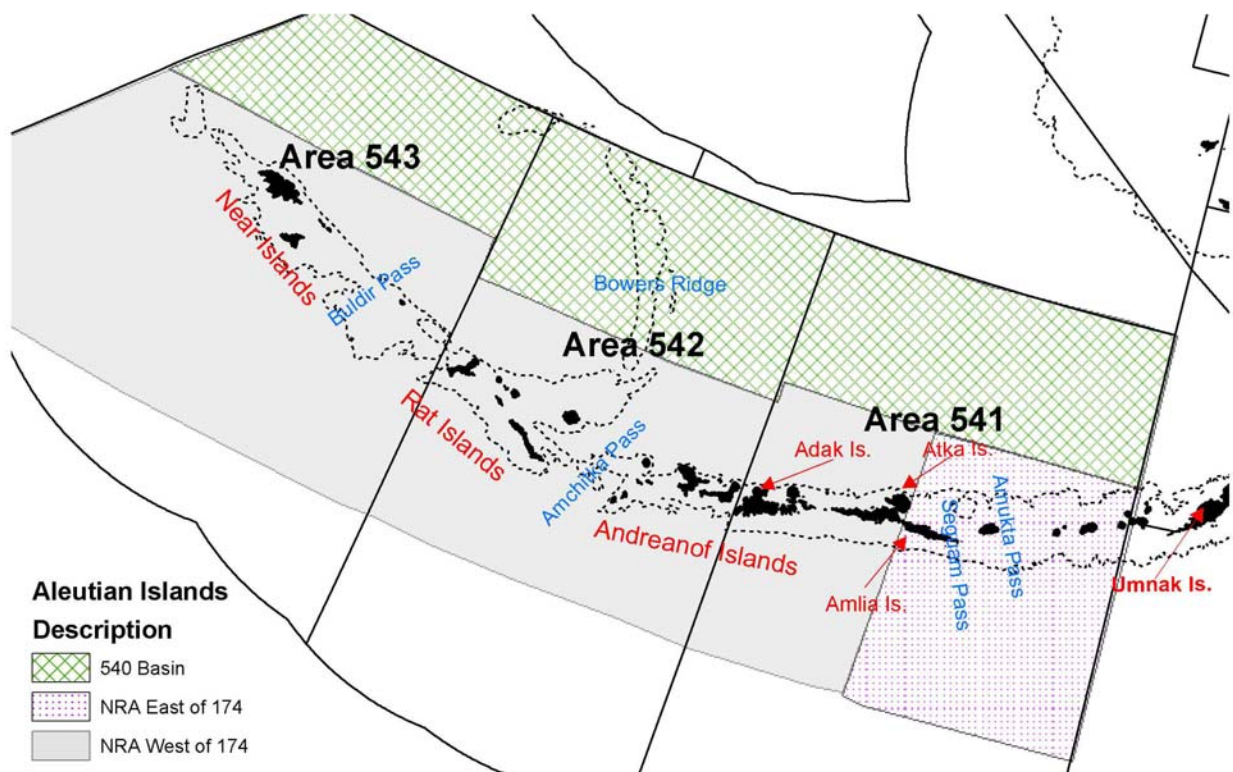 Area 543
Near Islands
Buldir Pass
Bowers Ridge
Area 542
Rat Islands
Amchitka Pass
Area 541
Adak Is.
Atka Is.
Andreanof Islands
Amlia Is.
Seguam Pass
Amukta Pass
Umnak Is.
Aleutian Islands
Description
540 Basin
NRA East of 174
NRA West of 174